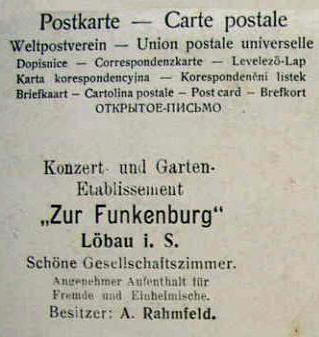 Postkarte — Carte postale
Weltpostverein — Union postale universelle
Dopisnice — Correspondenzkarte — Levelező-Lap
Karta korespondencyjna — Korespondenční listek
Briefkaart — Cartolina postale — Post card — Brefkort
ОТКРЫТОЕ-ПИСЬМО
Konzert- und Garten-
Etablissement
„Zur Funkenburg“
Löbau i. S.
Schöne Gesellschaftszimmer.
Angenehmer Aufenthalt für
Fremde und Einheimische.
Besitzer: A. Rahmfeld.